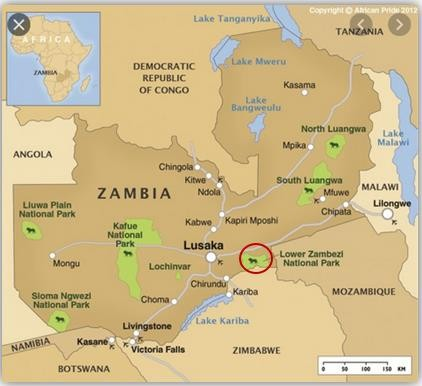 Copyright © African Pride 2012
AFRICA
ZAMBIA
Lake Tanganyika
TANZANIA
Lake Mweru
DEMOCRATIC
REPUBLIC
OF CONGO
Kasama
Lake
Bangweulu
North Luangwa
Mpika
Lake
Malawi
ANGOLA
Chingola
Kitwe
Ndola
South Luangwa
Mfuwe
MALAWI
ZAMBIA
Chipata
Lilongwe
Liuwa Plain
National Park
Kafue
National
Park
Kabwe
Kapiri Mposhi
Lusaka
Lower Zambezi
National Park
Mongu
Lochinvar
Chirundu
Kariba
MOZAMBIQUE
Sioma Ngwezi
National Park
Choma
Lake Kariba
Livingstone
NAMIBIA
Kasane
Victoria Falls
ZIMBABWE
BOTSWANA
0 50 100 150 KM